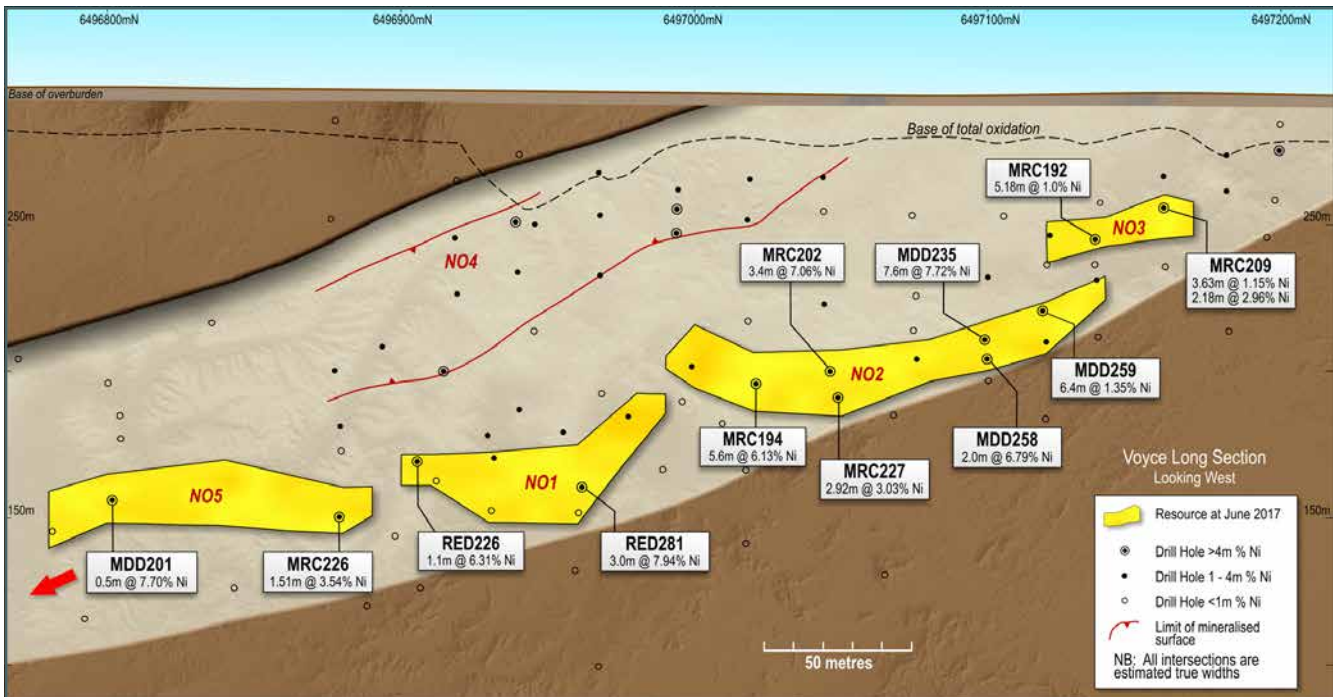 6496800mN
6496900mN
6497000mN
6497100mN
6497200mN
Base of overburden
Base of total oxidation
MRC192
5.18m @ 1.0% Ni
250m
250m
NO3
NO4
MRC202
3.4m @ 7.06% Ni
MDD235
7.6m @ 7.72% Ni
MRC209
3.63m @ 1.15% Ni
2.18m @ 2.96% Ni
NO2
MDD259
6.4m @ 1.35% Ni
MRC194
5.6m @ 6.13% Ni
MDD258
2.0m @ 6.79% Ni
MRC227
2.92m @ 3.03% Ni
NO5
NO1
150m
150m
MDD201
0.5m @ 7.70% Ni
MRC226
1.51m @ 3.54% Ni
RED226
1.1m @ 6.31% Ni
RED281
3.0m @ 7.94% Ni
50 metres
Voyce Long Section
Looking West
Resource at June 2017
Drill Hole >4m % Ni
Drill Hole 1 - 4m % Ni
Drill Hole <1m % Ni
Limit of mineralised
surface
NB: All intersections are
estimated true widths